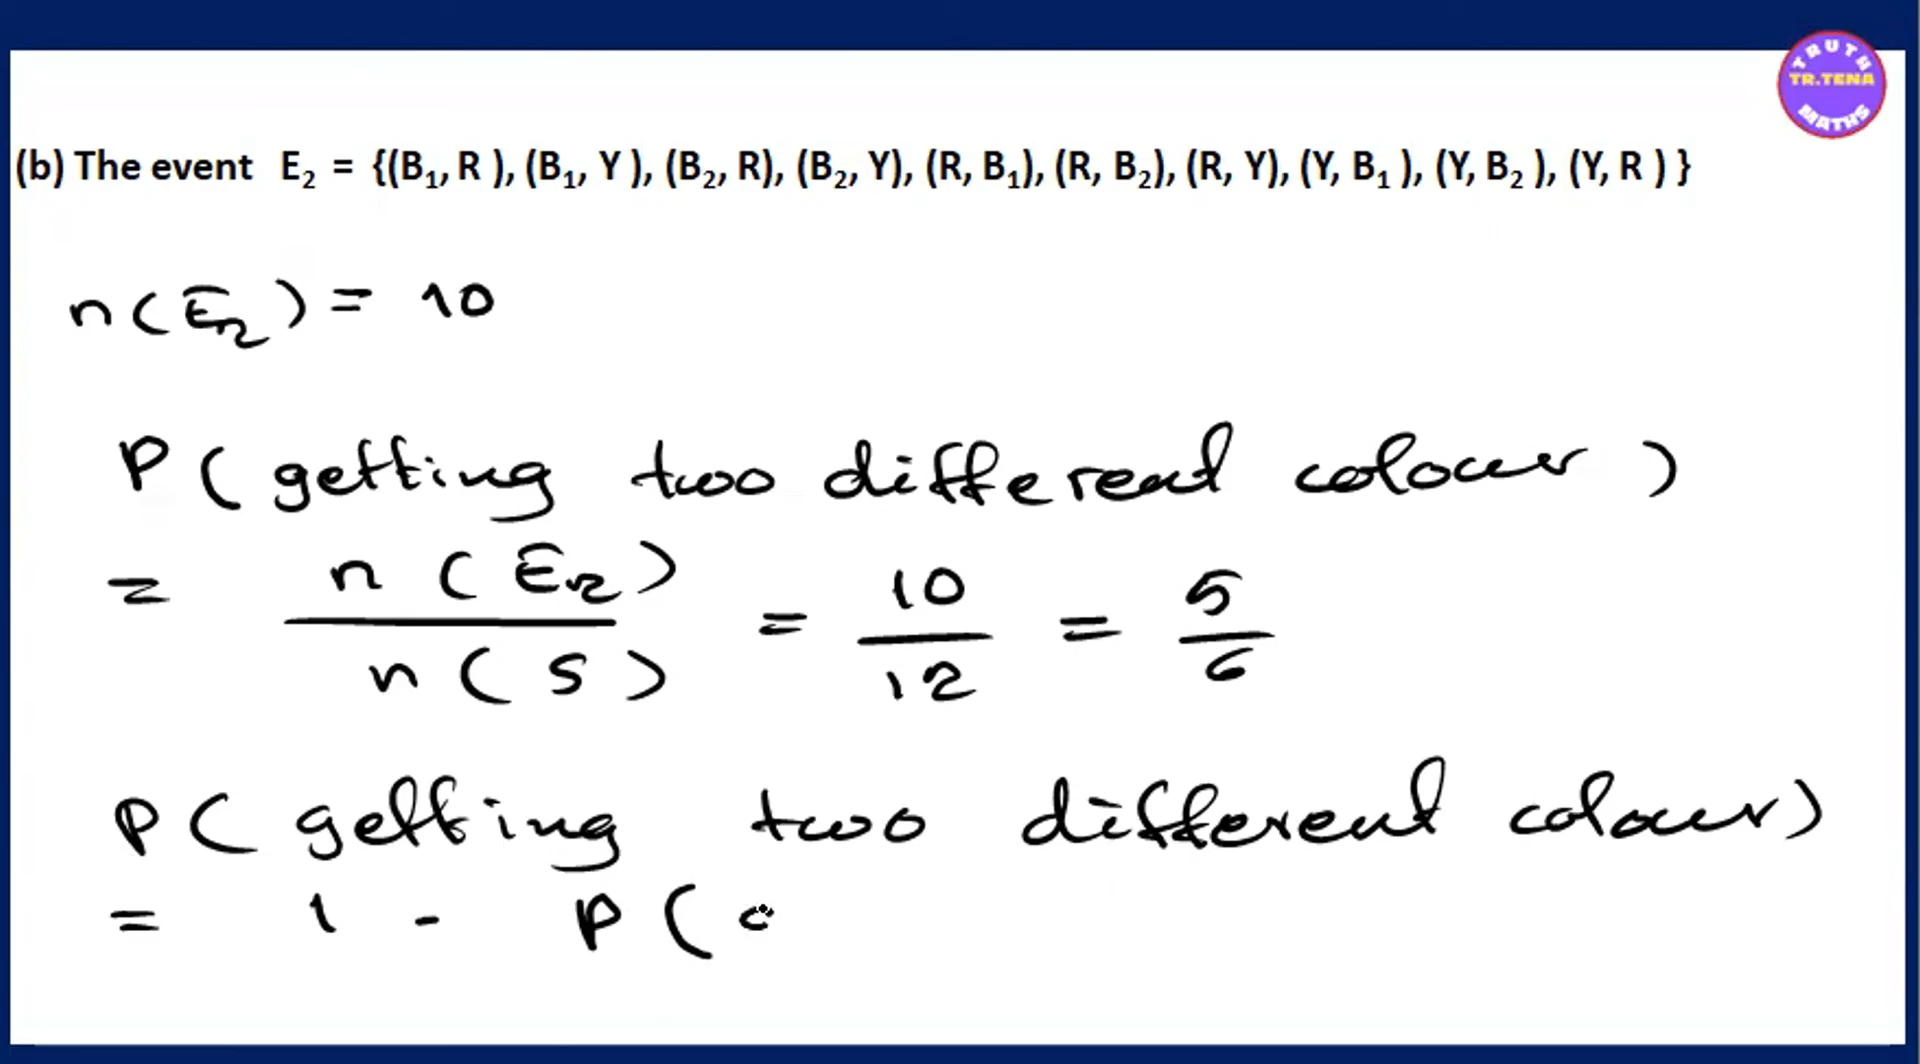 TRUTH
TR.TENA
MATHS
(b) The event E₂ = {(B₁, R ), (B₁, Y ), (B₂, R), (B₂, Y), (R, B₁), (R, B₂), (R, Y), (Y, B₁ ), (Y, B₂ ), (Y, R ) }
n(E₂) = 10
P( getting two different colour )
= n(E₂)/n(S) = 10/12 = 5/6
P( getting two different colour)
= 1 - P(